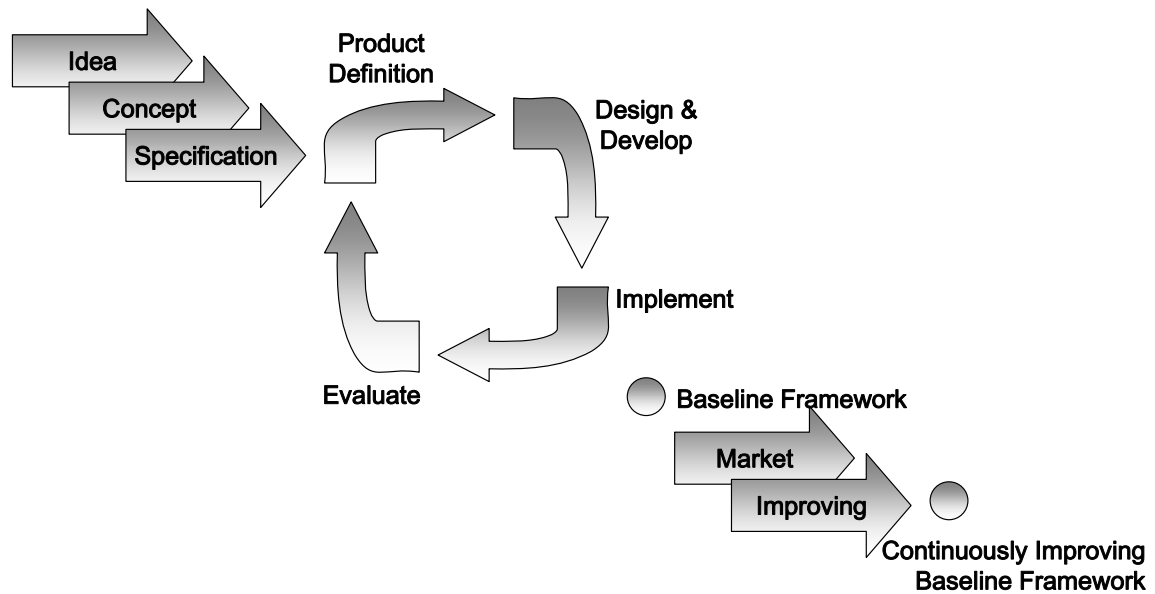 Idea
Concept
Specification
Product
Definition
Design &
Develop
Implement
Evaluate
Baseline Framework
Market
Improving
Continuously Improving
Baseline Framework